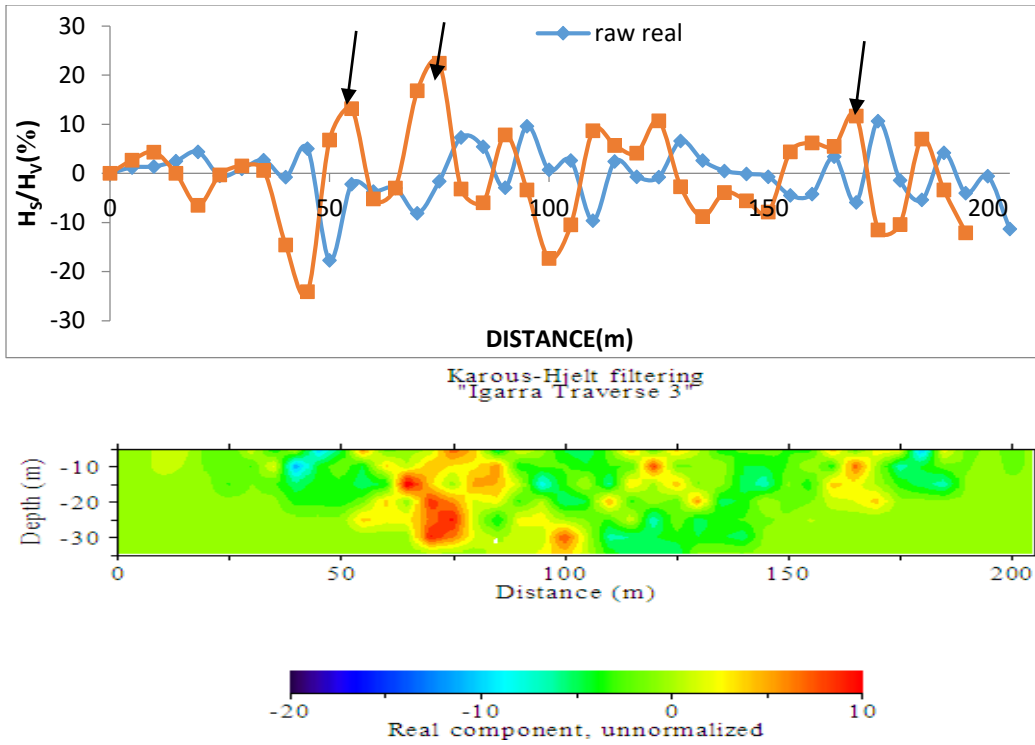 30
raw real
20
10
0
-10
-20
-30
0 50 100 150 200
Hs/Hv(%)
DISTANCE(m)
Karous-Hjelt filtering
"Igarra Traverse 3"
Depth (m)
-10
-20
-30
0 50 100 150 200
Distance (m)
-20 -10 0 10
Real component, unnormalized